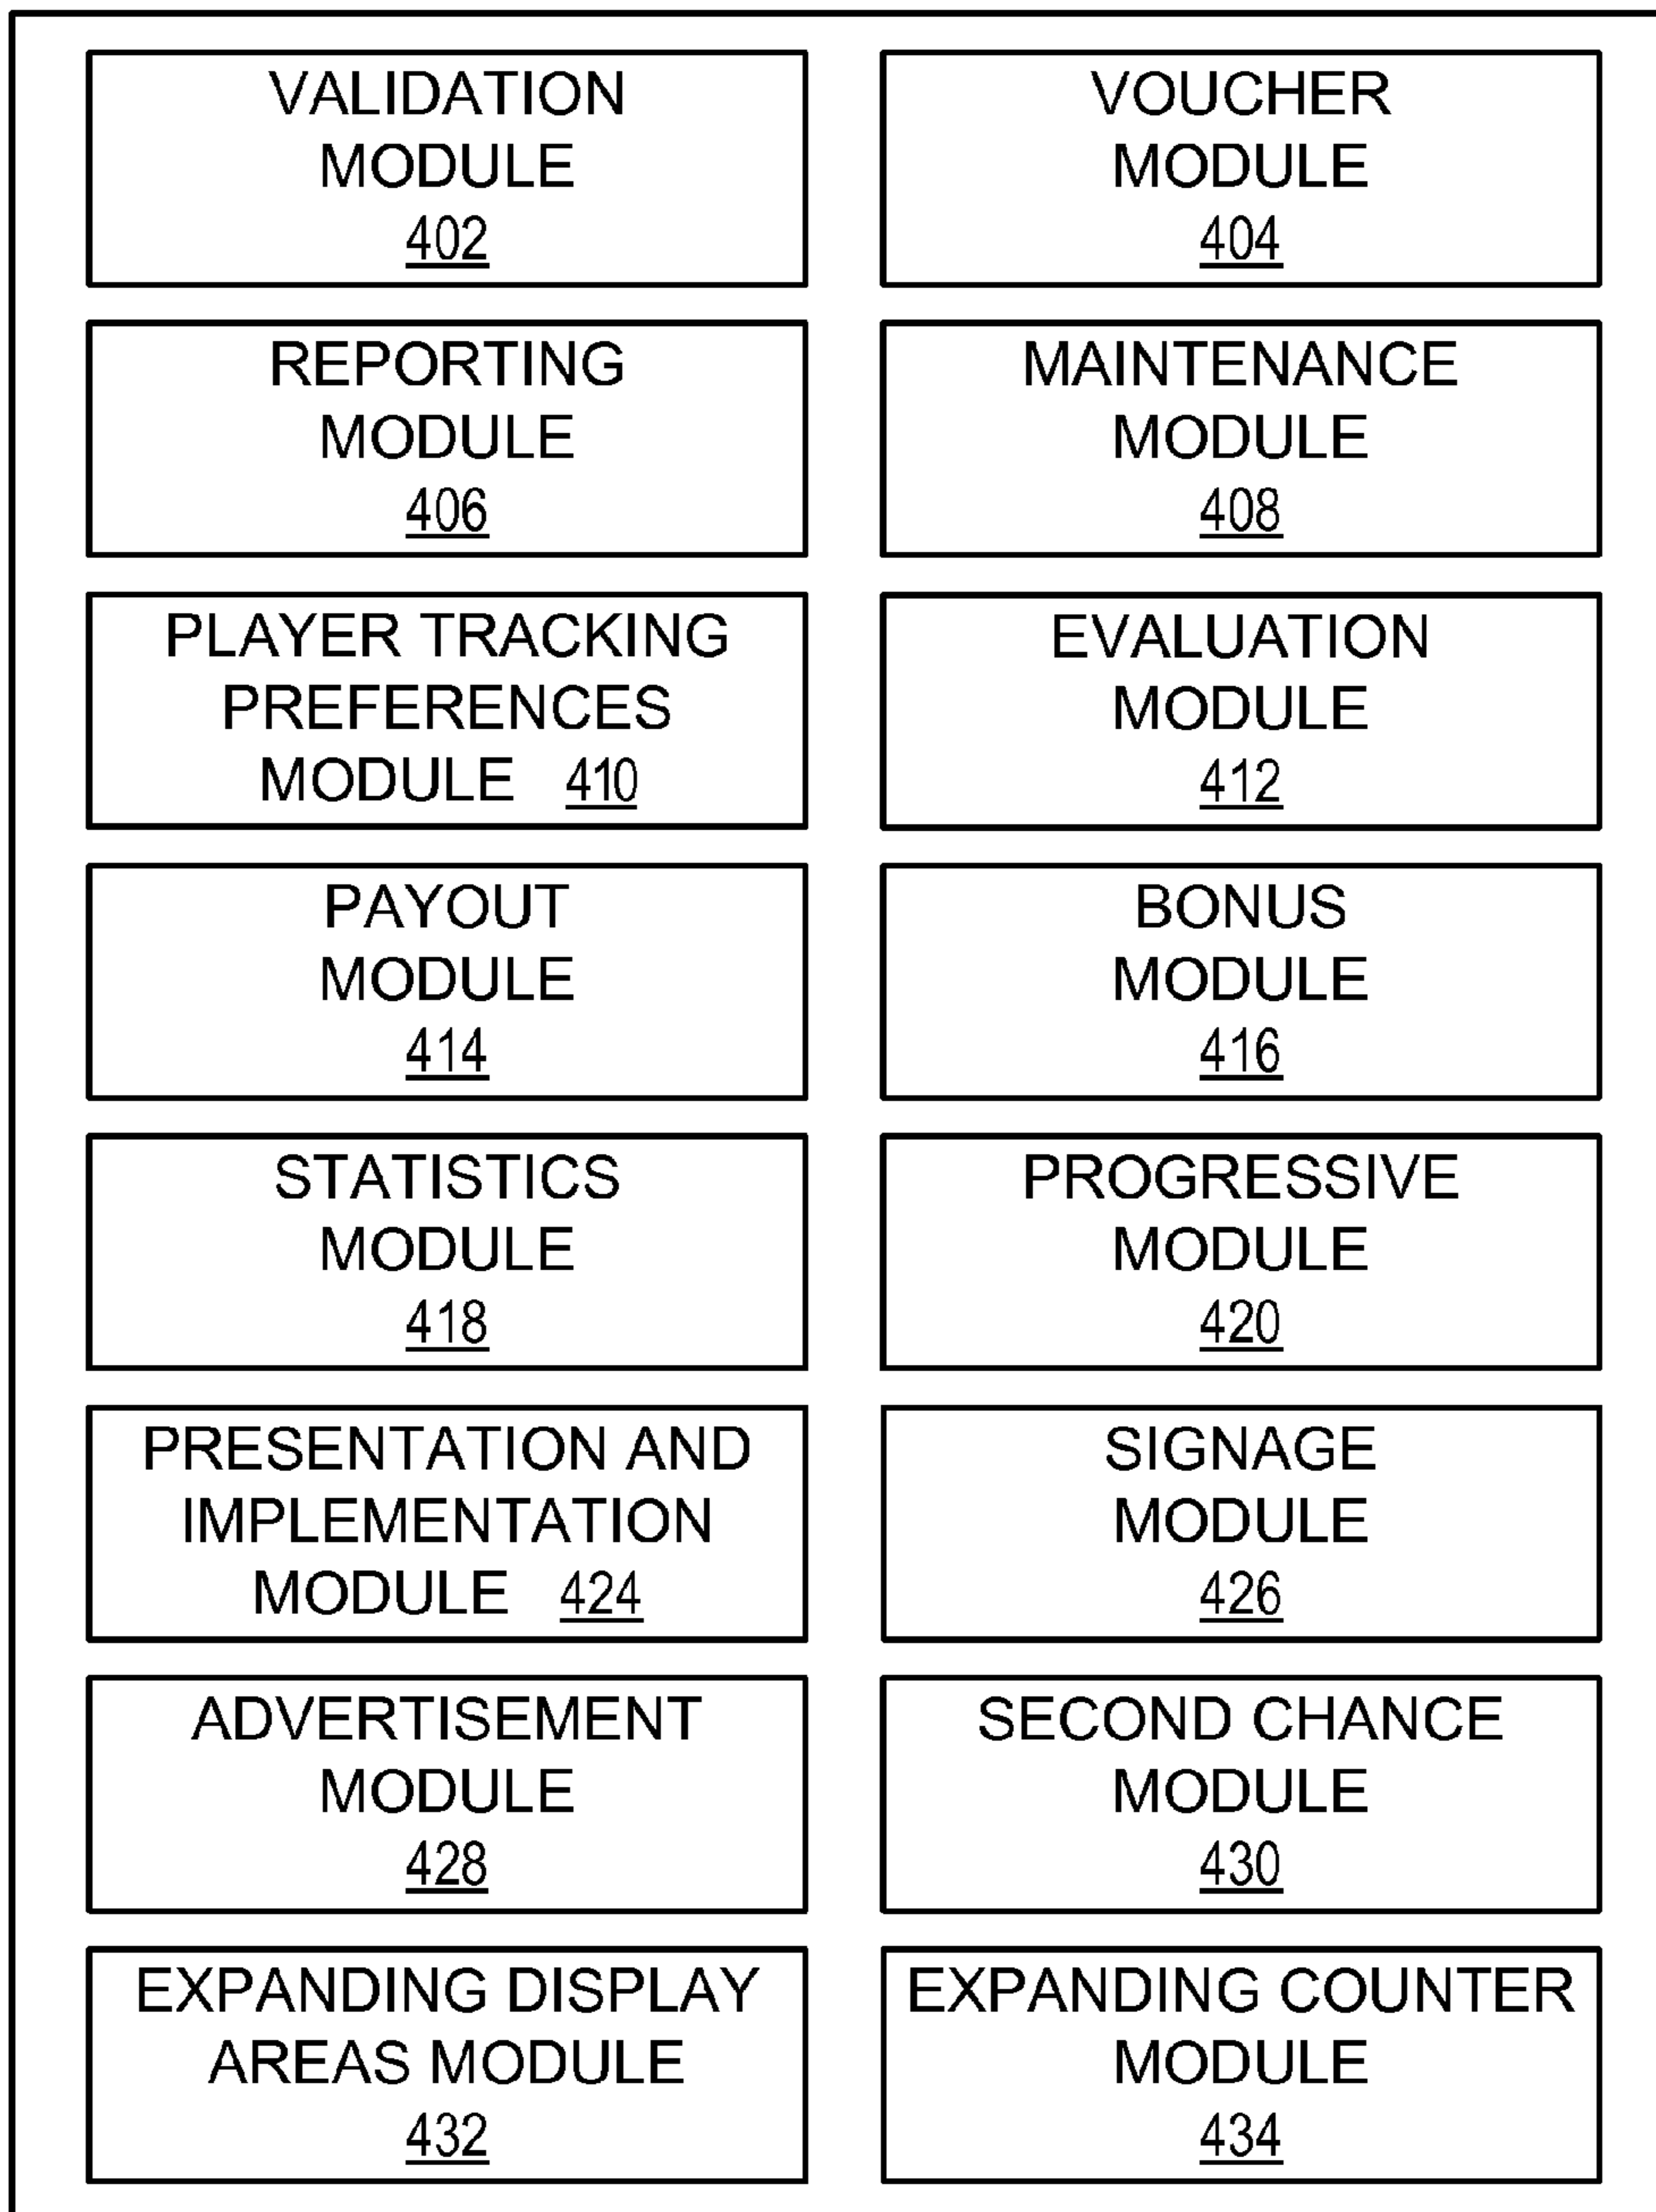 VALIDATION
MODULE
402
VOUCHER
MODULE
404
REPORTING
MODULE
406
MAINTENANCE
MODULE
408
PLAYER TRACKING
PREFERENCES
MODULE 410
EVALUATION
MODULE
412
PAYOUT
MODULE
414
BONUS
MODULE
416
STATISTICS
MODULE
418
PROGRESSIVE
MODULE
420
PRESENTATION AND
IMPLEMENTATION
MODULE 424
SIGNAGE
MODULE
426
ADVERTISEMENT
MODULE
428
SECOND CHANCE
MODULE
430
EXPANDING DISPLAY
AREAS MODULE
432
EXPANDING COUNTER
MODULE
434